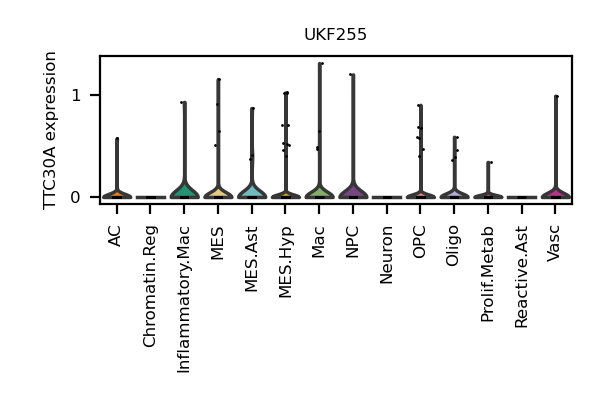 UKF255
TTC30A expression
1
0
AC
Chromatin.Reg
Inflammatory.Mac
MES
MES.Ast
MES.Hyp
Mac
NPC
Neuron
OPC
Oligo
Prolif.Metab
Reactive.Ast
Vasc